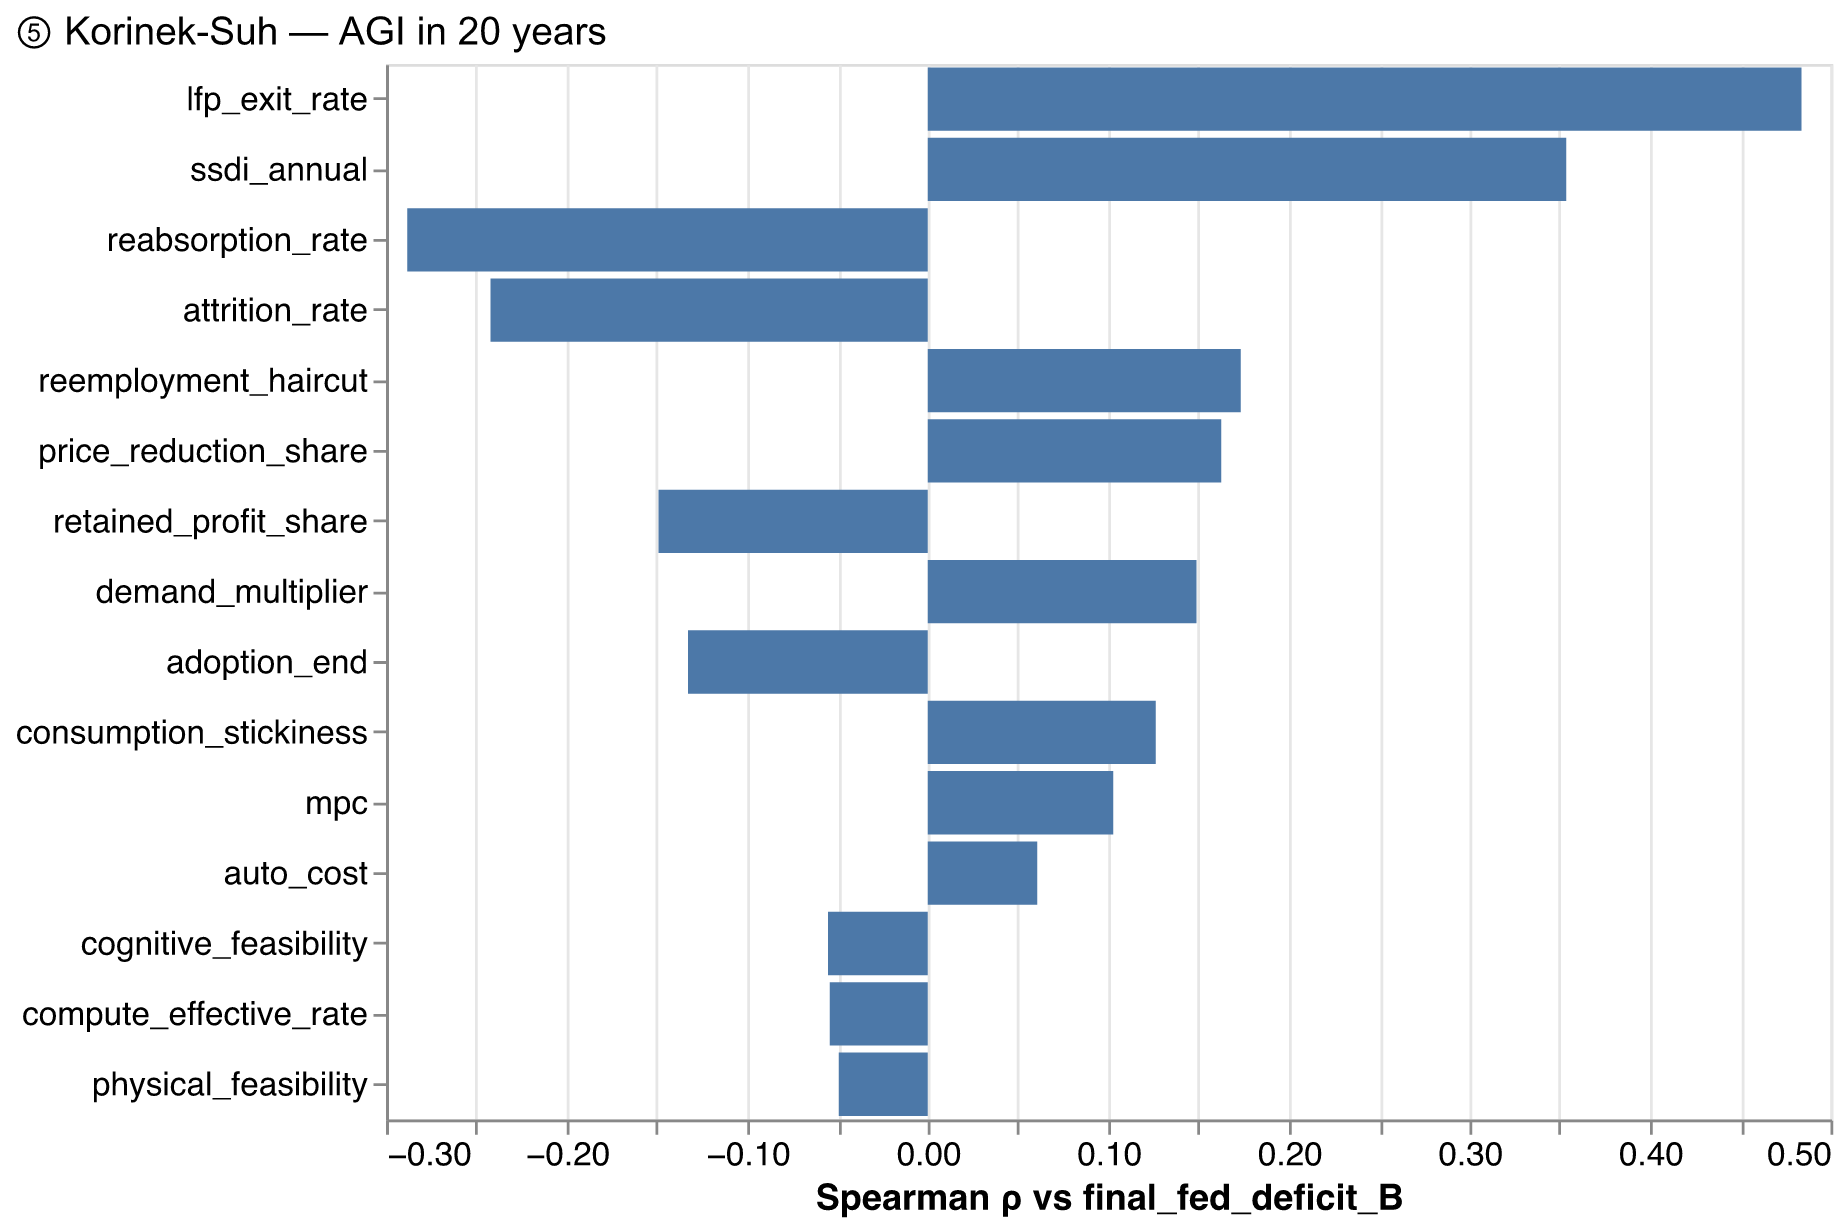 ⑤ Korinek-Suh — AGI in 20 years
lfp_exit_rate
ssdi_annual
reabsorption_rate
attrition_rate
reemployment_haircut
price_reduction_share
retained_profit_share
demand_multiplier
adoption_end
consumption_stickiness
mpc
auto_cost
cognitive_feasibility
compute_effective_rate
physical_feasibility
−0.30 −0.20 −0.10 0.00 0.10 0.20 0.30 0.40 0.50
Spearman ρ vs final_fed_deficit_B